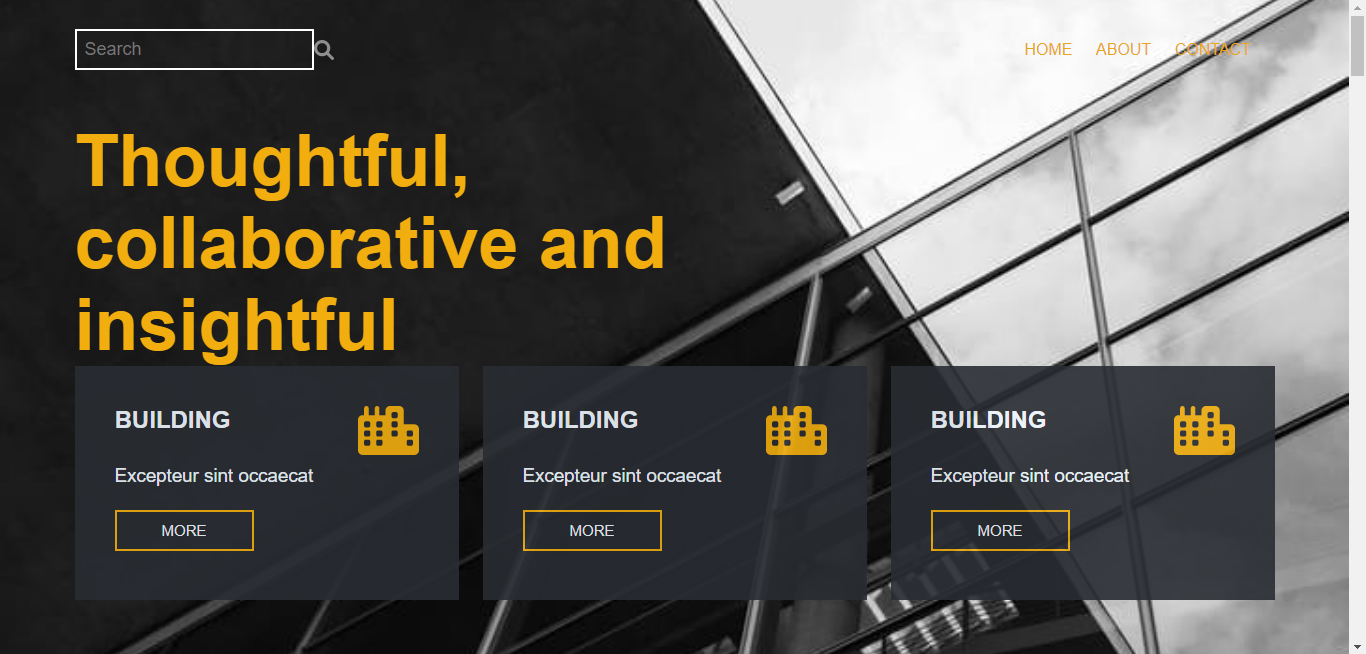 Search
HOME ABOUT CONTACT
Thoughtful,
collaborative and
insightful
BUILDING
Excepteur sint occaecat
MORE
BUILDING
Excepteur sint occaecat
MORE
BUILDING
Excepteur sint occaecat
MORE